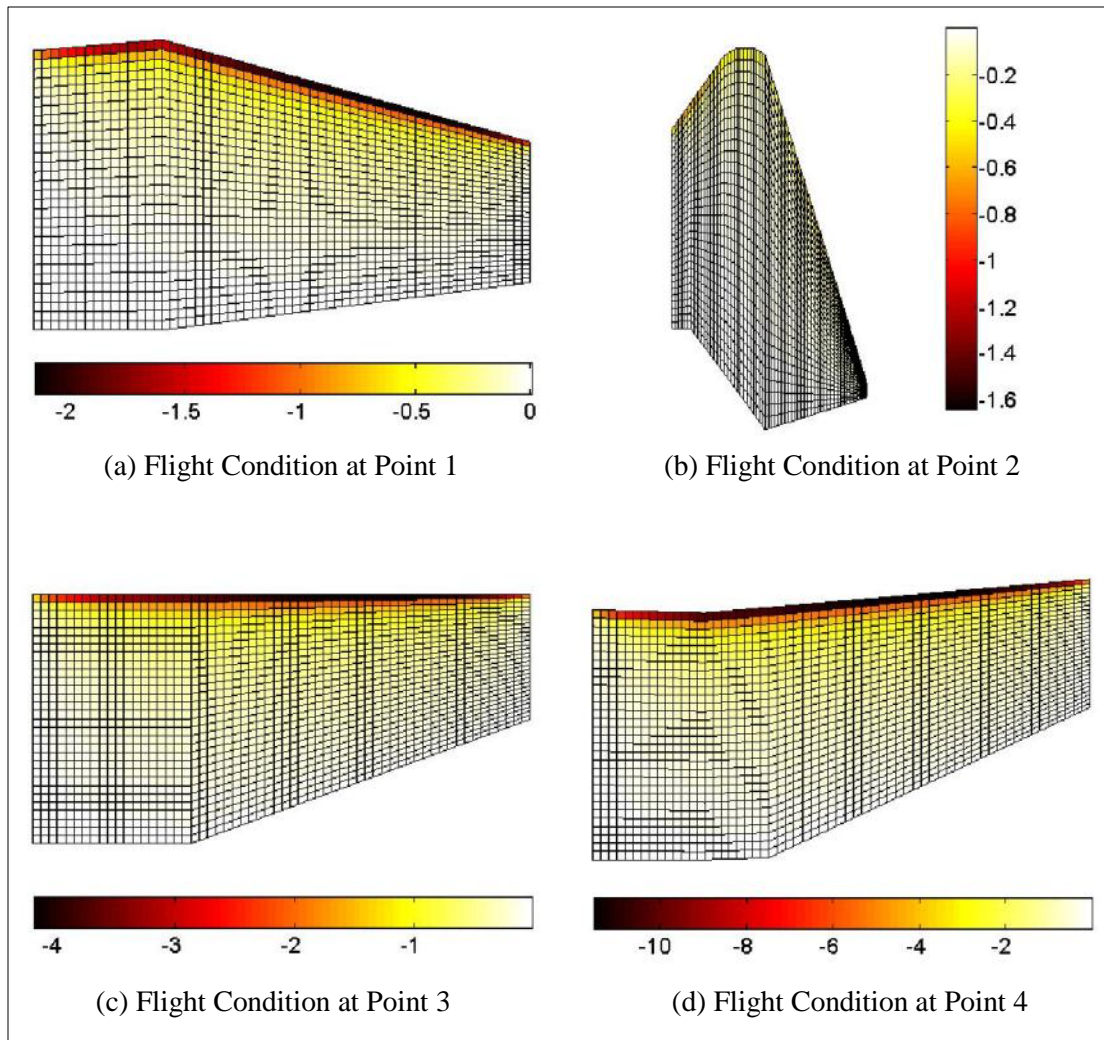 -0.2
-0.4
-0.6
-0.8
-1
-1.2
-1.4
-1.6
-2 -1.5 -1 -0.5 0
(a) Flight Condition at Point 1
(b) Flight Condition at Point 2
-4 -3 -2 -1
-10 -8 -6 -4 -2
(c) Flight Condition at Point 3
(d) Flight Condition at Point 4